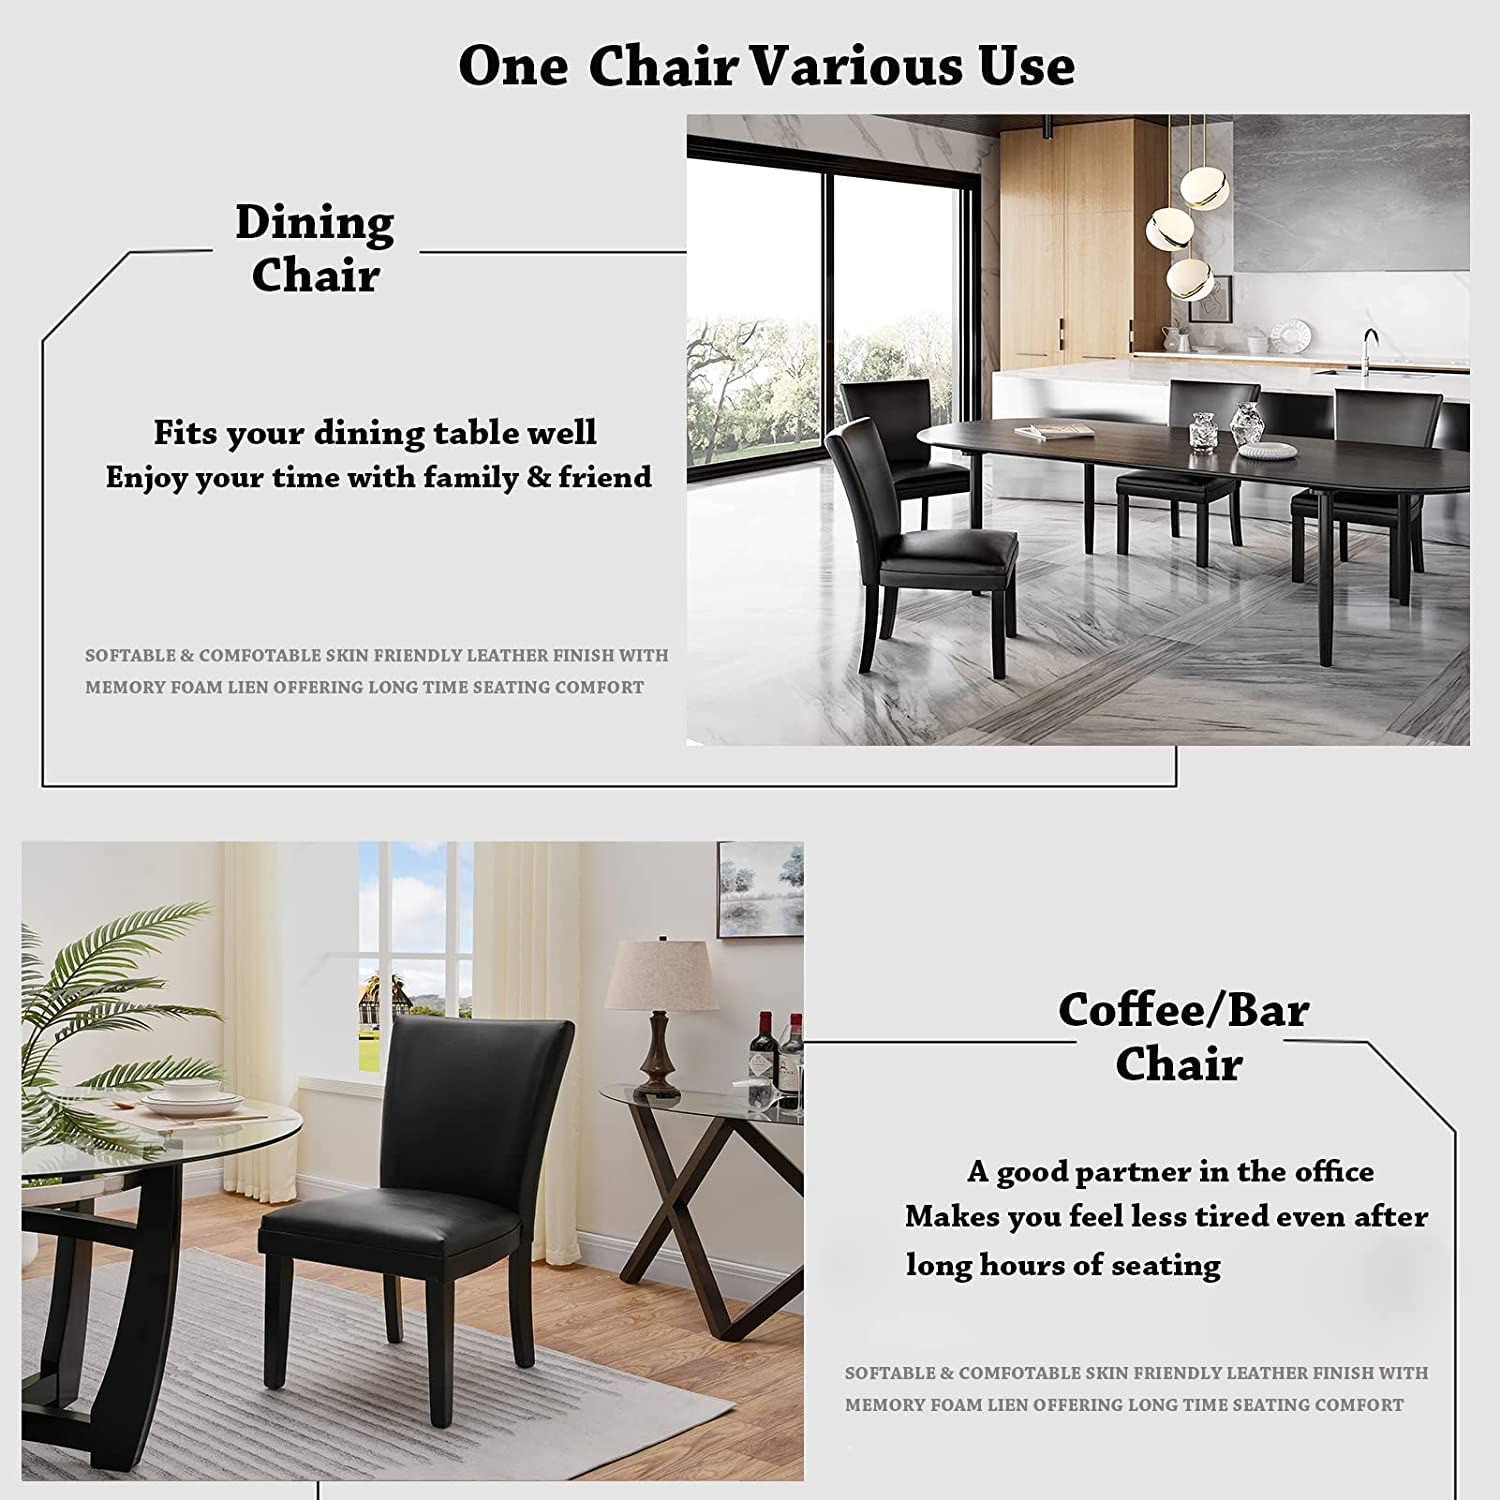 One Chair Various Use
Dining
Chair
Fits your dining table well
Enjoy your time with family & friend
SOFTABLE & COMFOTABLE SKIN FRIENDLY LEATHER FINISH WITH
MEMORY FOAM LIEN OFFERING LONG TIME SEATING COMFORT
Coffee/Bar
Chair
A good partner in the office
Makes you feel less tired even after
long hours of seating
SOFTABLE & COMFOTABLE SKIN FRIENDLY LEATHER FINISH WITH
MEMORY FOAM LIEN OFFERING LONG TIME SEATING COMFORT